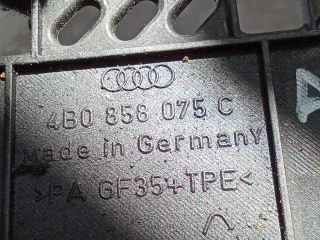 4B0 858 075 C
Made in Germany
>PA GF35+TPE<
A